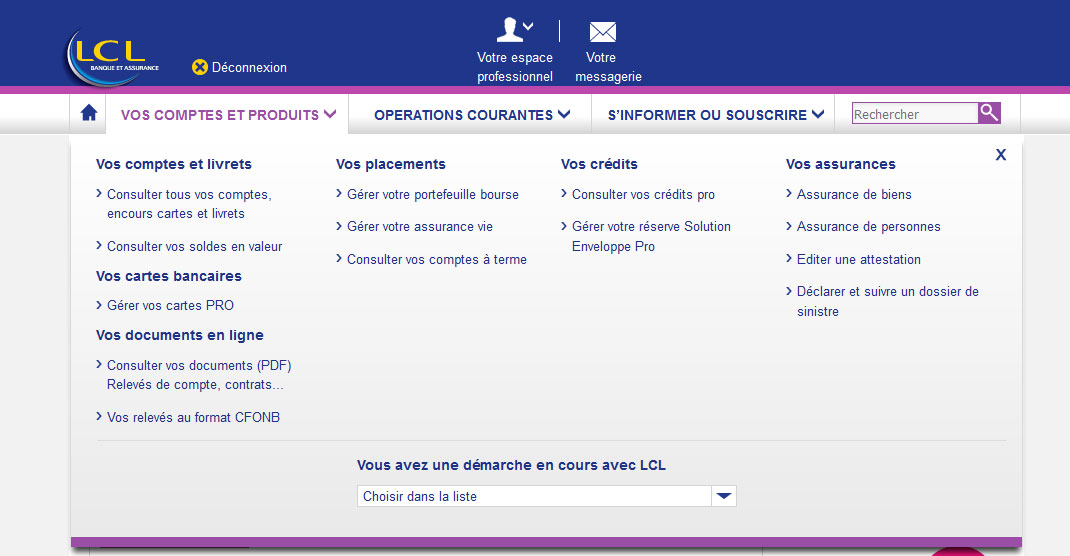 LCL
BANQUE ET ASSURANCE
Déconnexion
Votre espace
professionnel
Votre
messagerie
VOS COMPTES ET PRODUITS
OPERATIONS COURANTES
S'INFORMER OU SOUSCRIRE
Rechercher
X
Vos comptes et livrets
Consulter tous vos comptes,
encours cartes et livrets
Consulter vos soldes en valeur
Vos cartes bancaires
Gérer vos cartes PRO
Vos documents en ligne
Consulter vos documents (PDF)
Relevés de compte, contrats...
Vos relevés au format CFONB
Vos placements
Gérer votre portefeuille bourse
Gérer votre assurance vie
Consulter vos comptes à terme
Vos crédits
Consulter vos crédits pro
Gérer votre réserve Solution
Enveloppe Pro
Vos assurances
Assurance de biens
Assurance de personnes
Editer une attestation
Déclarer et suivre un dossier de
sinistre
Vous avez une démarche en cours avec LCL
Choisir dans la liste